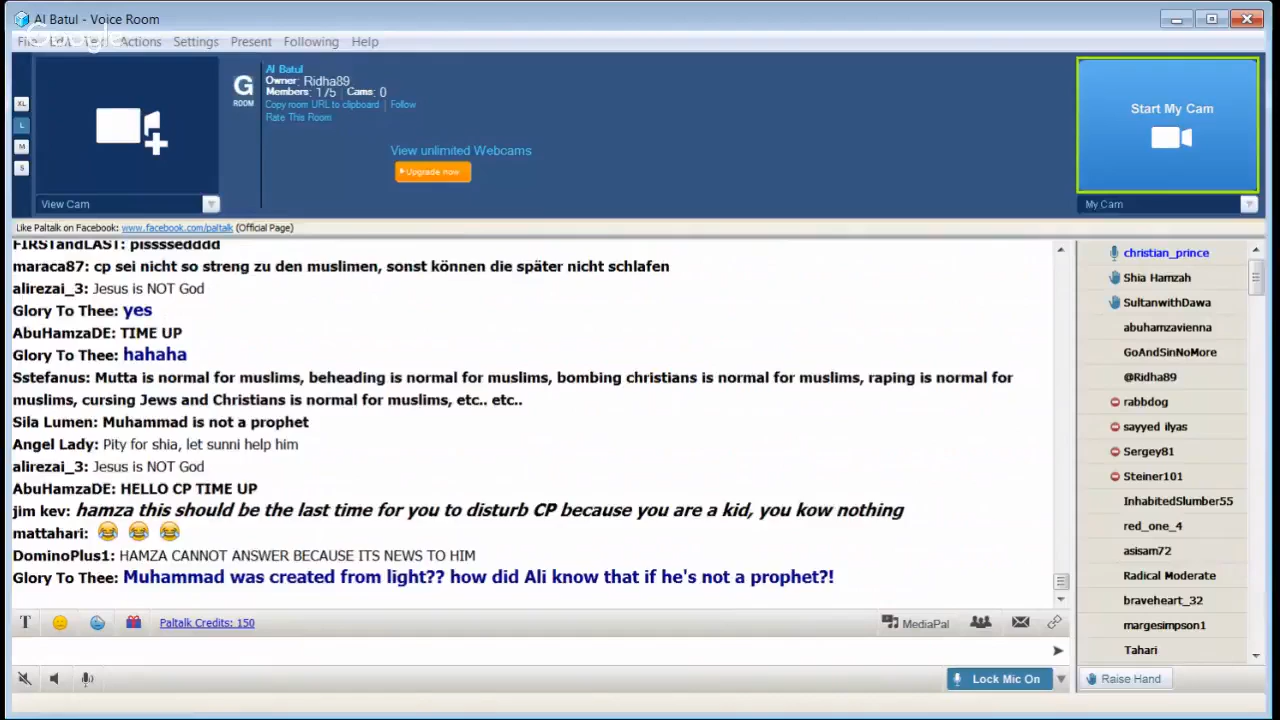 Al Batul - Voice Room
File Edit View Actions Settings Present Following Help
Google
XL
L
M
S
View Cam
G
ROOM
Al Batul
Owner: Ridha89
Members: 175 | Cams: 0
Copy room URL to clipboard | Follow
Rate This Room
View unlimited Webcams
Upgrade now
Start My Cam
My Cam
Like Paltalk on Facebook: www.facebook.com/paltalk (Official Page)
FIRSTandLAST: pisssseddddd
maraca87: cp sei nicht so streng zu den muslimen, sonst können die später nicht schlafen
alirezai_3: Jesus is NOT God
Glory To Thee: yes
AbuHamzaDE: TIME UP
Glory To Thee: hahaha
Sstefanus: Mutta is normal for muslims, beheading is normal for muslims, bombing christians is normal for muslims, raping is normal for
muslims, cursing Jews and Christians is normal for muslims, etc.. etc..
Sila Lumen: Muhammad is not a prophet
Angel Lady: Pity for shia, let sunni help him
alirezai_3: Jesus is NOT God
AbuHamzaDE: HELLO CP TIME UP
jim kev: hamza this should be the last time for you to disturb CP because you are a kid, you kow nothing
mattahari: 😂 😂 😂
DominoPlus1: HAMZA CANNOT ANSWER BECAUSE ITS NEWS TO HIM
Glory To Thee: Muhammad was created from light?? how did Ali know that if he's not a prophet?!
christian_prince
Shia Hamzah
SultanwithDawa
abuhamzavienna
GoAndSinNoMore
@Ridha89
rabbdog
sayyed ilyas
Sergey81
Steiner101
InhabitedSlumber55
red_one_4
asisam72
Radical Moderate
braveheart_32
margesimpson1
Tahari
T
Paltalk Credits: 150
MediaPal
Lock Mic On
Raise Hand